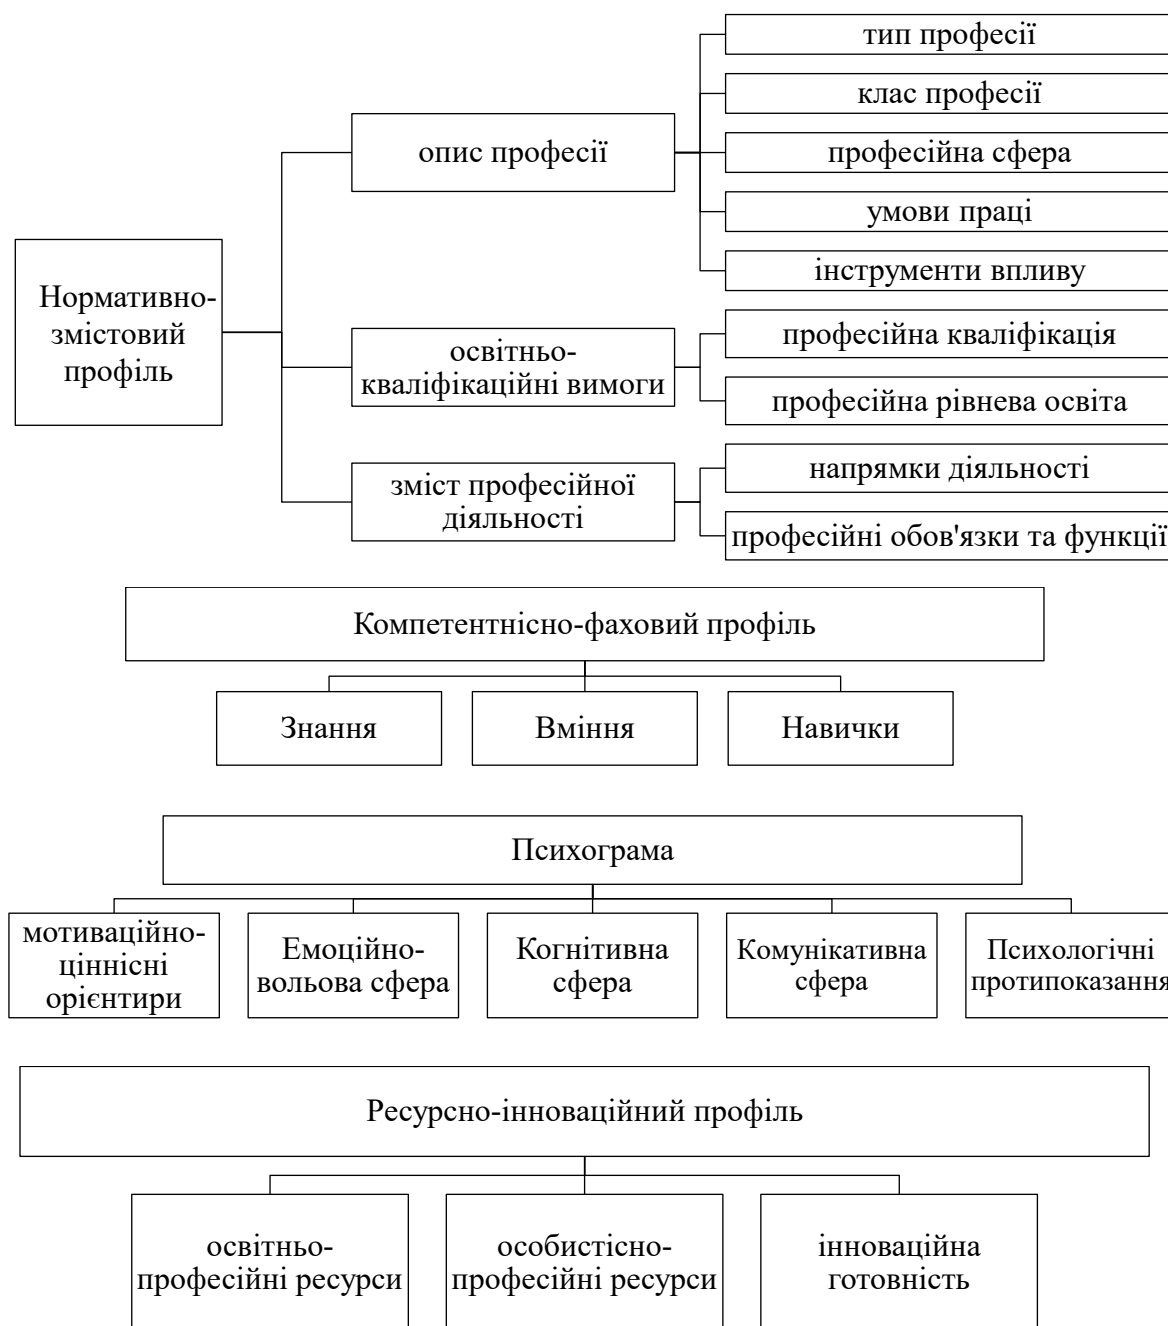 Нормативно-
змістовий
профіль
опис професії
тип професії
клас професії
професійна сфера
умови праці
інструменти впливу
освітньо-
кваліфікаційні вимоги
професійна кваліфікація
професійна рівнева освіта
зміст професійної
діяльності
напрямки діяльності
професійні обов'язки та функції
Компетентнісно-фаховий профіль
Знання
Вміння
Навички
Психограма
мотиваційно-
ціннісні
орієнтири
Емоційно-
вольова сфера
Когнітивна
сфера
Комунікативна
сфера
Психологічні
протипоказання
Ресурсно-інноваційний профіль
освітньо-
професійні ресурси
особистісно-
професійні ресурси
інноваційна
готовність